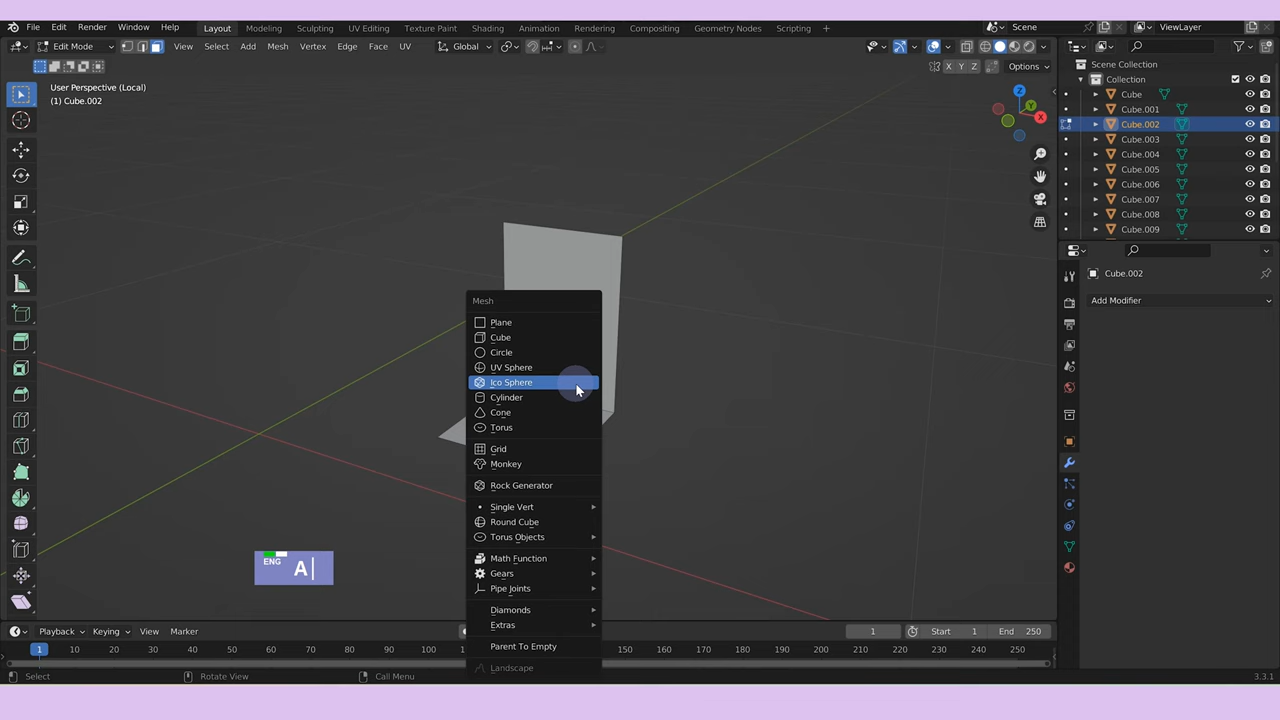 File Edit Render Window Help Layout Modeling Sculpting UV Editing Texture Paint Shading Animation Rendering Compositing Geometry Nodes Scripting + Scene ViewLayer
Edit Mode View Select Add Mesh Vertex Edge Face UV Global
X Y Z Options
User Perspective (Local)
(1) Cube.002
Z
Y
X
Scene Collection
Collection
Cube
Cube.001
Cube.002
Cube.003
Cube.004
Cube.005
Cube.006
Cube.007
Cube.008
Cube.009
Cube.002
Add Modifier
Mesh
Plane
Cube
Circle
UV Sphere
Ico Sphere
Cylinder
Cone
Torus
Grid
Monkey
Rock Generator
Single Vert
Round Cube
Torus Objects
Math Function
Gears
Pipe Joints
Diamonds
Extras
Parent To Empty
Landscape
ENG
A
Playback Keying View Marker 1 Start 1 End 250
1 10 20 30 40 50 60 70 80 90 100 110 150 160 170 180 190 200 210 220 230 240 250
Select Rotate View Call Menu 3.3.1